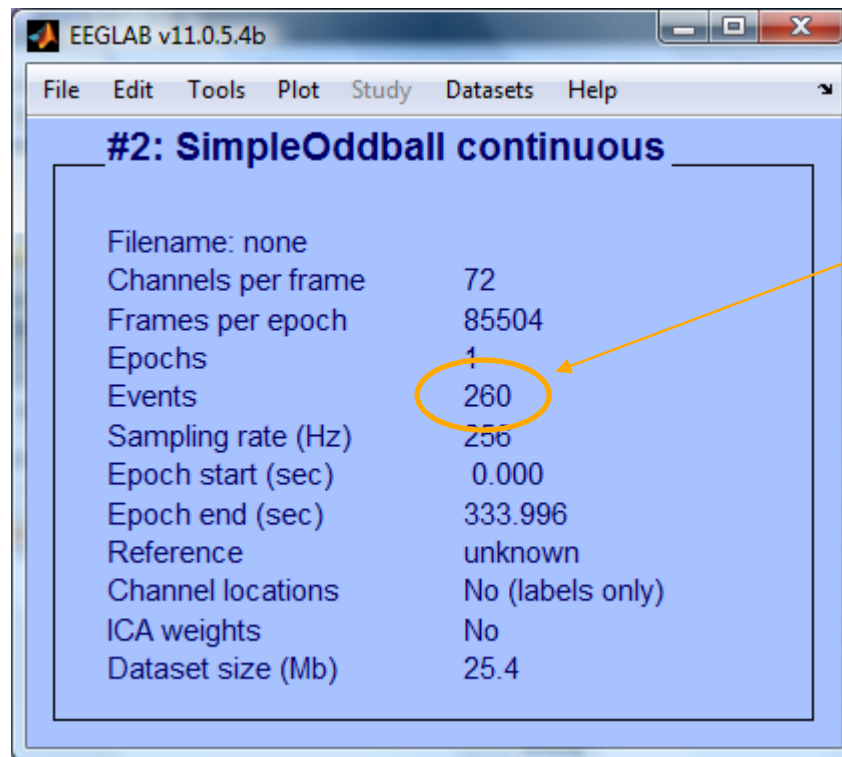 EEGLAB v11.0.5.4b
File Edit Tools Plot Study Datasets Help
#2: SimpleOddball continuous
Filename: none
Channels per frame 72
Frames per epoch 85504
Epochs 1
Events 260
Sampling rate (Hz) 256
Epoch start (sec) 0.000
Epoch end (sec) 333.996
Reference unknown
Channel locations No (labels only)
ICA weights No
Dataset size (Mb) 25.4